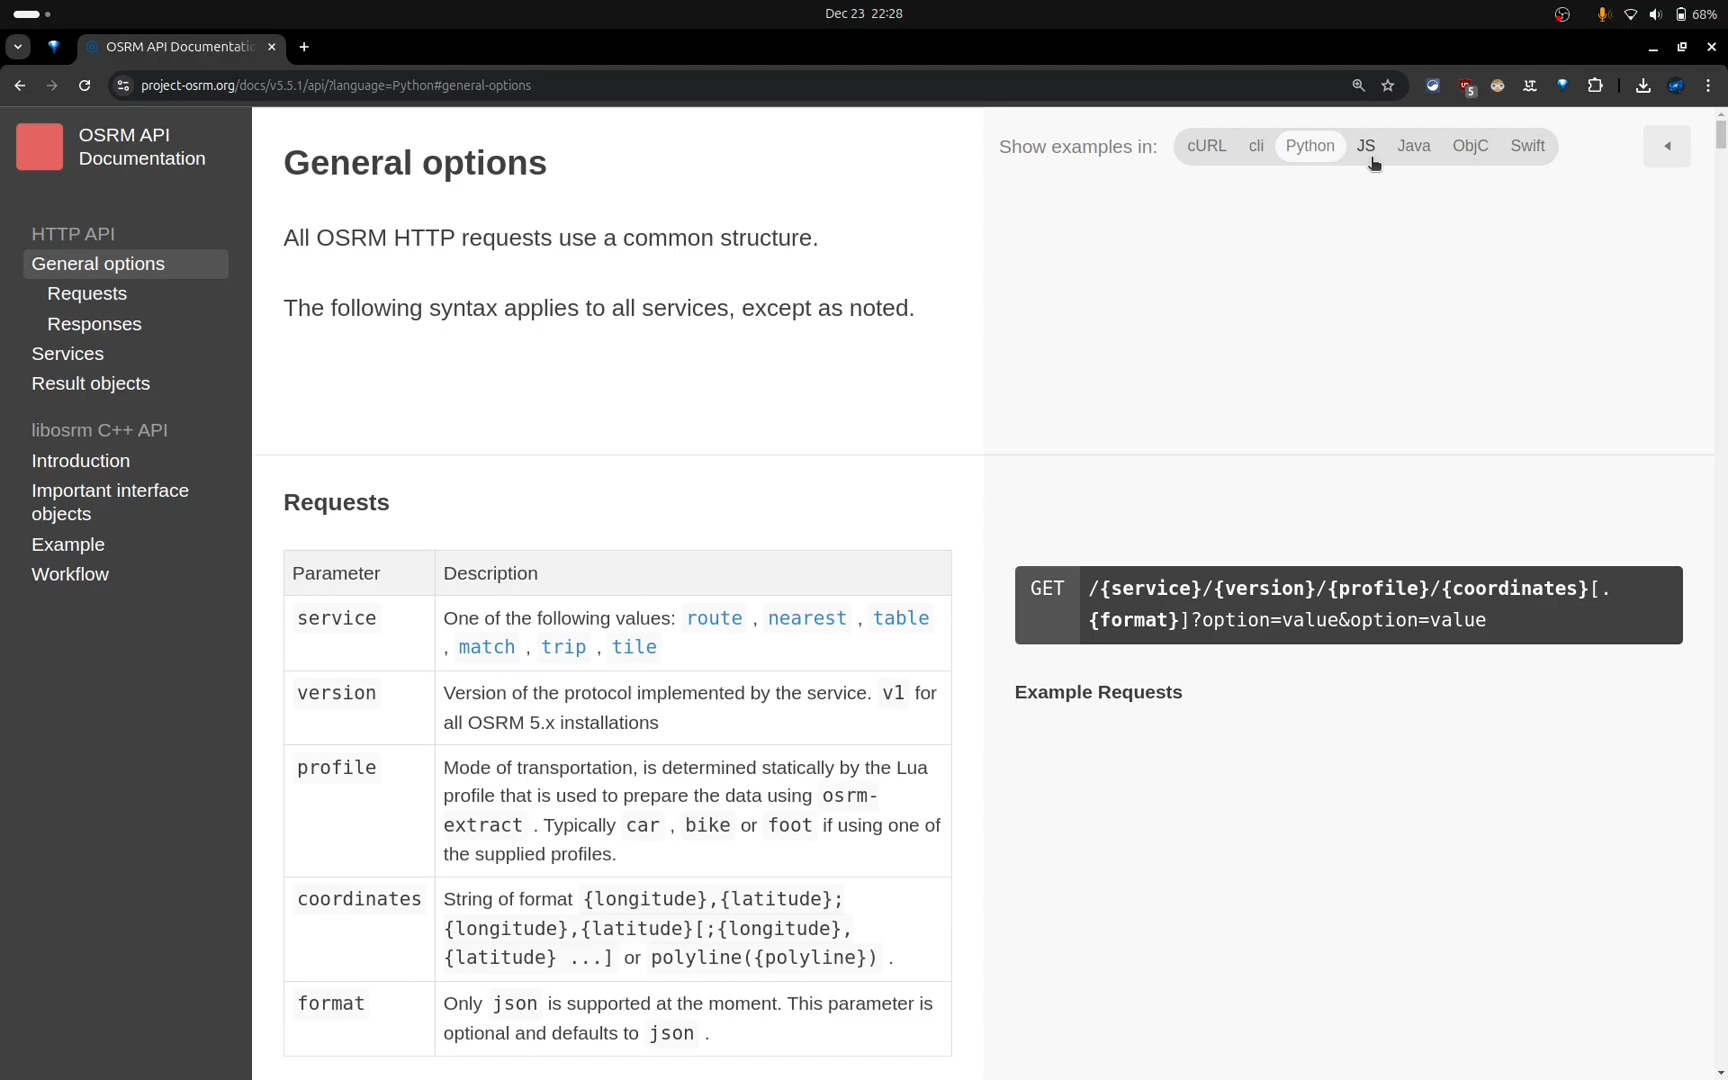 Dec 23 22:28
68%
OSRM API Documentatio
project-osrm.org/docs/v5.5.1/api/?language=Python#general-options
5
OSRM API
Documentation
HTTP API
General options
Requests
Responses
Services
Result objects
libosrm C++ API
Introduction
Important interface
objects
Example
Workflow
General options
All OSRM HTTP requests use a common structure.
The following syntax applies to all services, except as noted.
Show examples in: cURL cli Python JS Java ObjC Swift
Requests
Parameter Description
service One of the following values: route , nearest , table
, match , trip , tile
version Version of the protocol implemented by the service. v1 for
all OSRM 5.x installations
profile Mode of transportation, is determined statically by the Lua
profile that is used to prepare the data using osrm-
extract . Typically car , bike or foot if using one of
the supplied profiles.
coordinates String of format {longitude},{latitude};
{longitude},{latitude}[;{longitude},
{latitude} ...] or polyline({polyline}) .
format Only json is supported at the moment. This parameter is
optional and defaults to json .
GET /{service}/{version}/{profile}/{coordinates}[.
{format}]?option=value&option=value
Example Requests